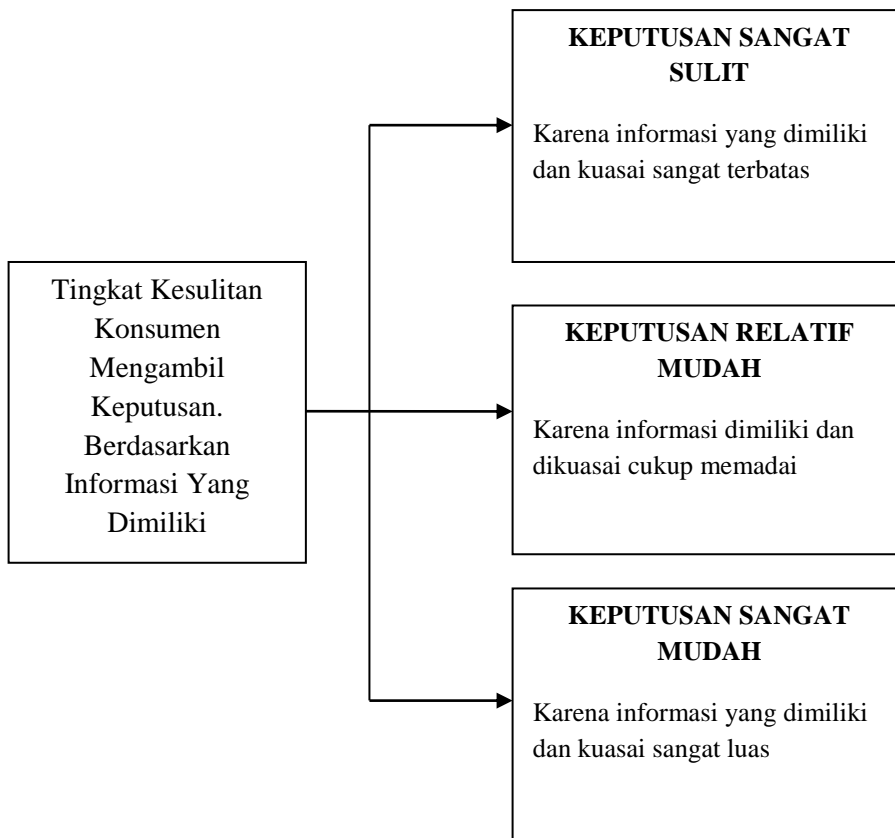 Tingkat Kesulitan
Konsumen
Mengambil
Keputusan.
Berdasarkan
Informasi Yang
Dimiliki
KEPUTUSAN SANGAT
SULIT
Karena informasi yang dimiliki
dan kuasai sangat terbatas
KEPUTUSAN RELATIF
MUDAH
Karena informasi dimiliki dan
dikuasai cukup memadai
KEPUTUSAN SANGAT
MUDAH
Karena informasi yang dimiliki
dan kuasai sangat luas